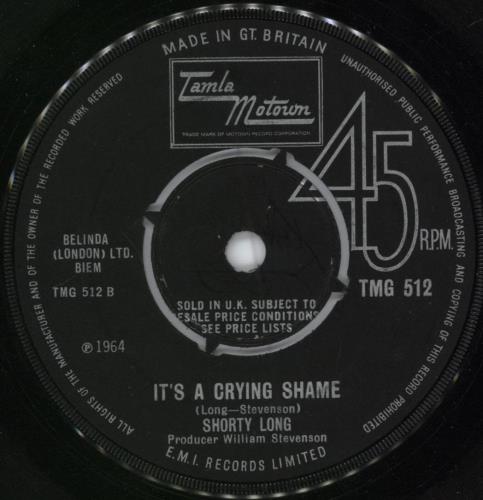 MADE IN GT. BRITAIN
UNAUTHORISED PUBLIC PERFORMANCE BROADCASTING AND COPYING OF THIS RECORD PROHIBITED
ALL RIGHTS OF THE MANUFACTURER AND OF THE OWNER OF THE RECORDED WORK RESERVED
Tamla
Motown
TRADE MARK OF MOTOWN RECORD CORPORATION
45
R.P.M.
BELINDA
(LONDON) LTD.
BIEM
TMG 512 B
TMG 512
SOLD IN U.K. SUBJECT TO
ESALE PRICE CONDITIONS
SEE PRICE LISTS
℗ 1964
IT'S A CRYING SHAME
(Long—Stevenson)
SHORTY LONG
Producer William Stevenson
E.M.I. RECORDS LIMITED